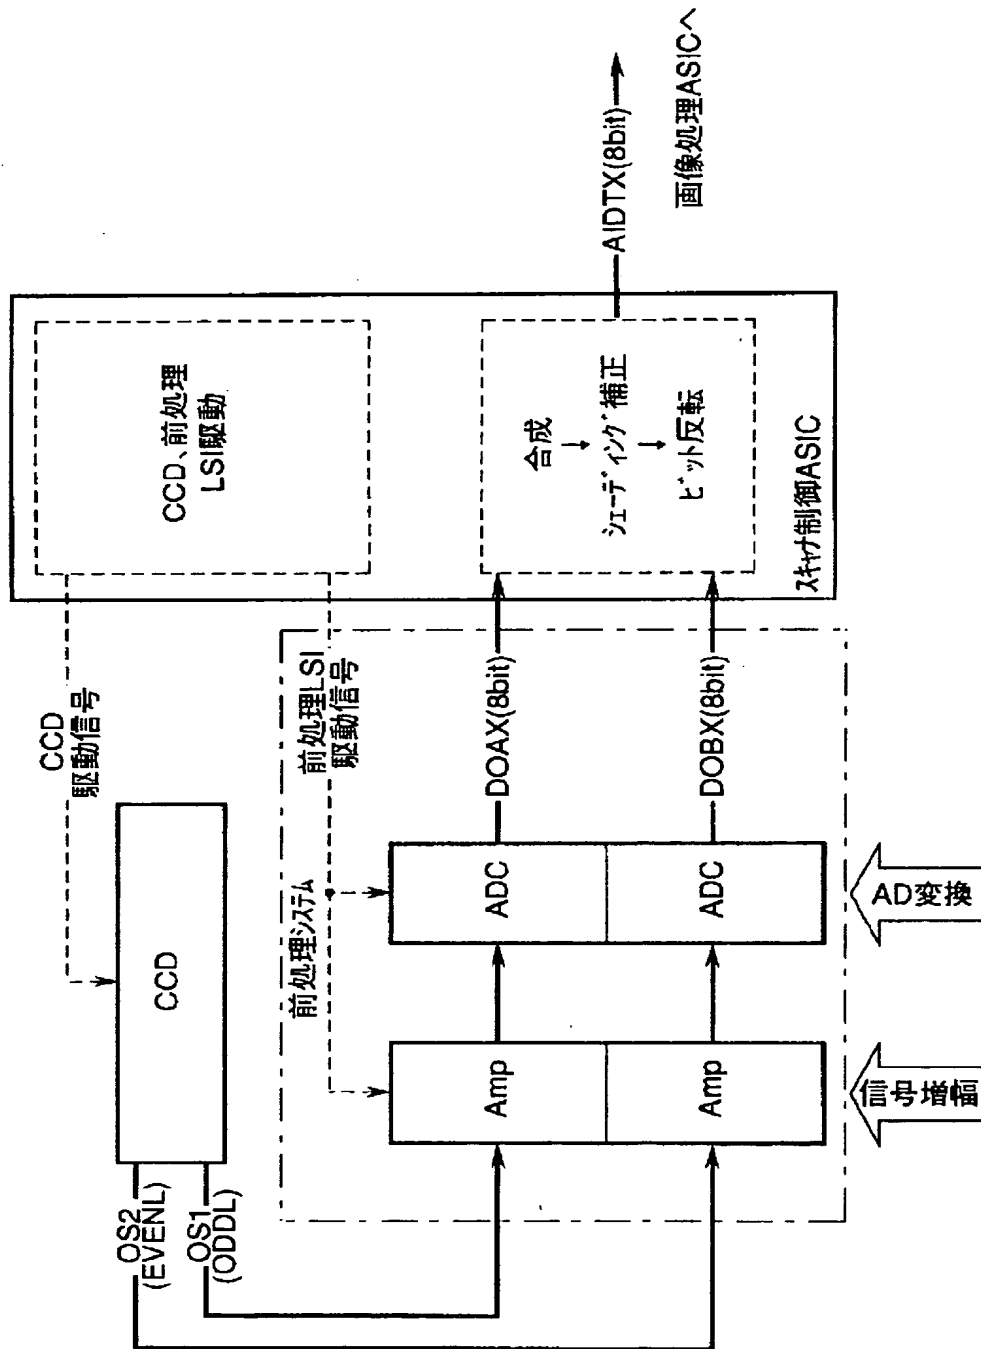 OS2
(EVENL)
OS1
(ODDL)
CCD
CCD
駆動信号
CCD、前処理
LSI駆動
前処理システム
前処理LSI
駆動信号
Amp
Amp
ADC
ADC
DOAX(8bit)
DOBX(8bit)
合成
シェーディング補正
ビット反転
スキャナ制御ASIC
AIDTX(8bit)
画像処理ASICへ
信号増幅
AD変換